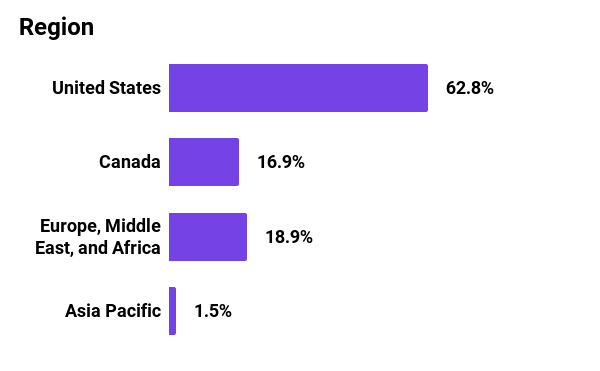 Region
United States
62.8%
Canada
16.9%
Europe, Middle
East, and Africa
18.9%
Asia Pacific
1.5%